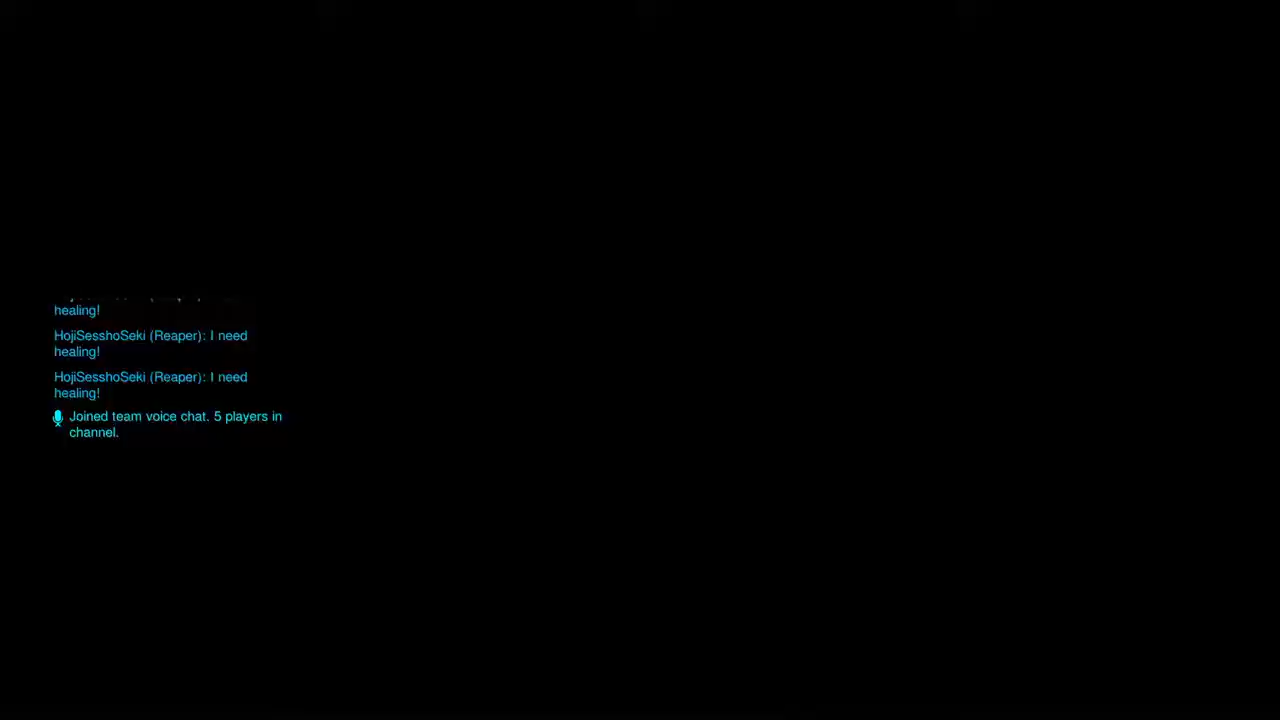 healing!
HojiSesshoSeki (Reaper): I need
healing!
HojiSesshoSeki (Reaper): I need
healing!
Joined team voice chat. 5 players in
channel.